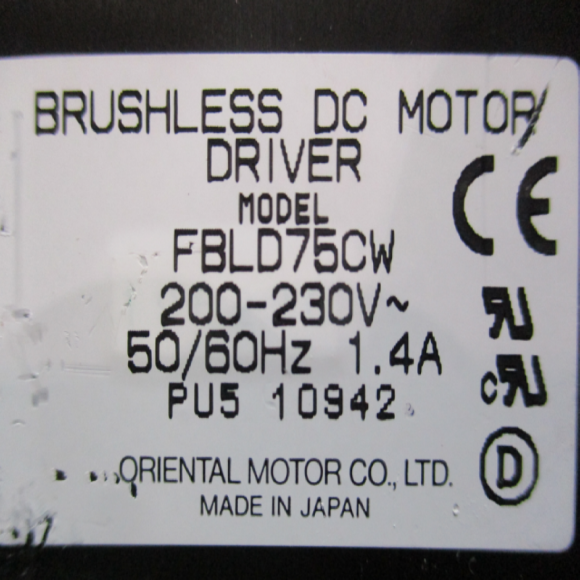 BRUSHLESS DC MOTOR
DRIVER
MODEL
FBLD75CW
200-230V~
50/60Hz 1.4A
PU5 10942
ORIENTAL MOTOR CO., LTD.
MADE IN JAPAN
CE
c
D